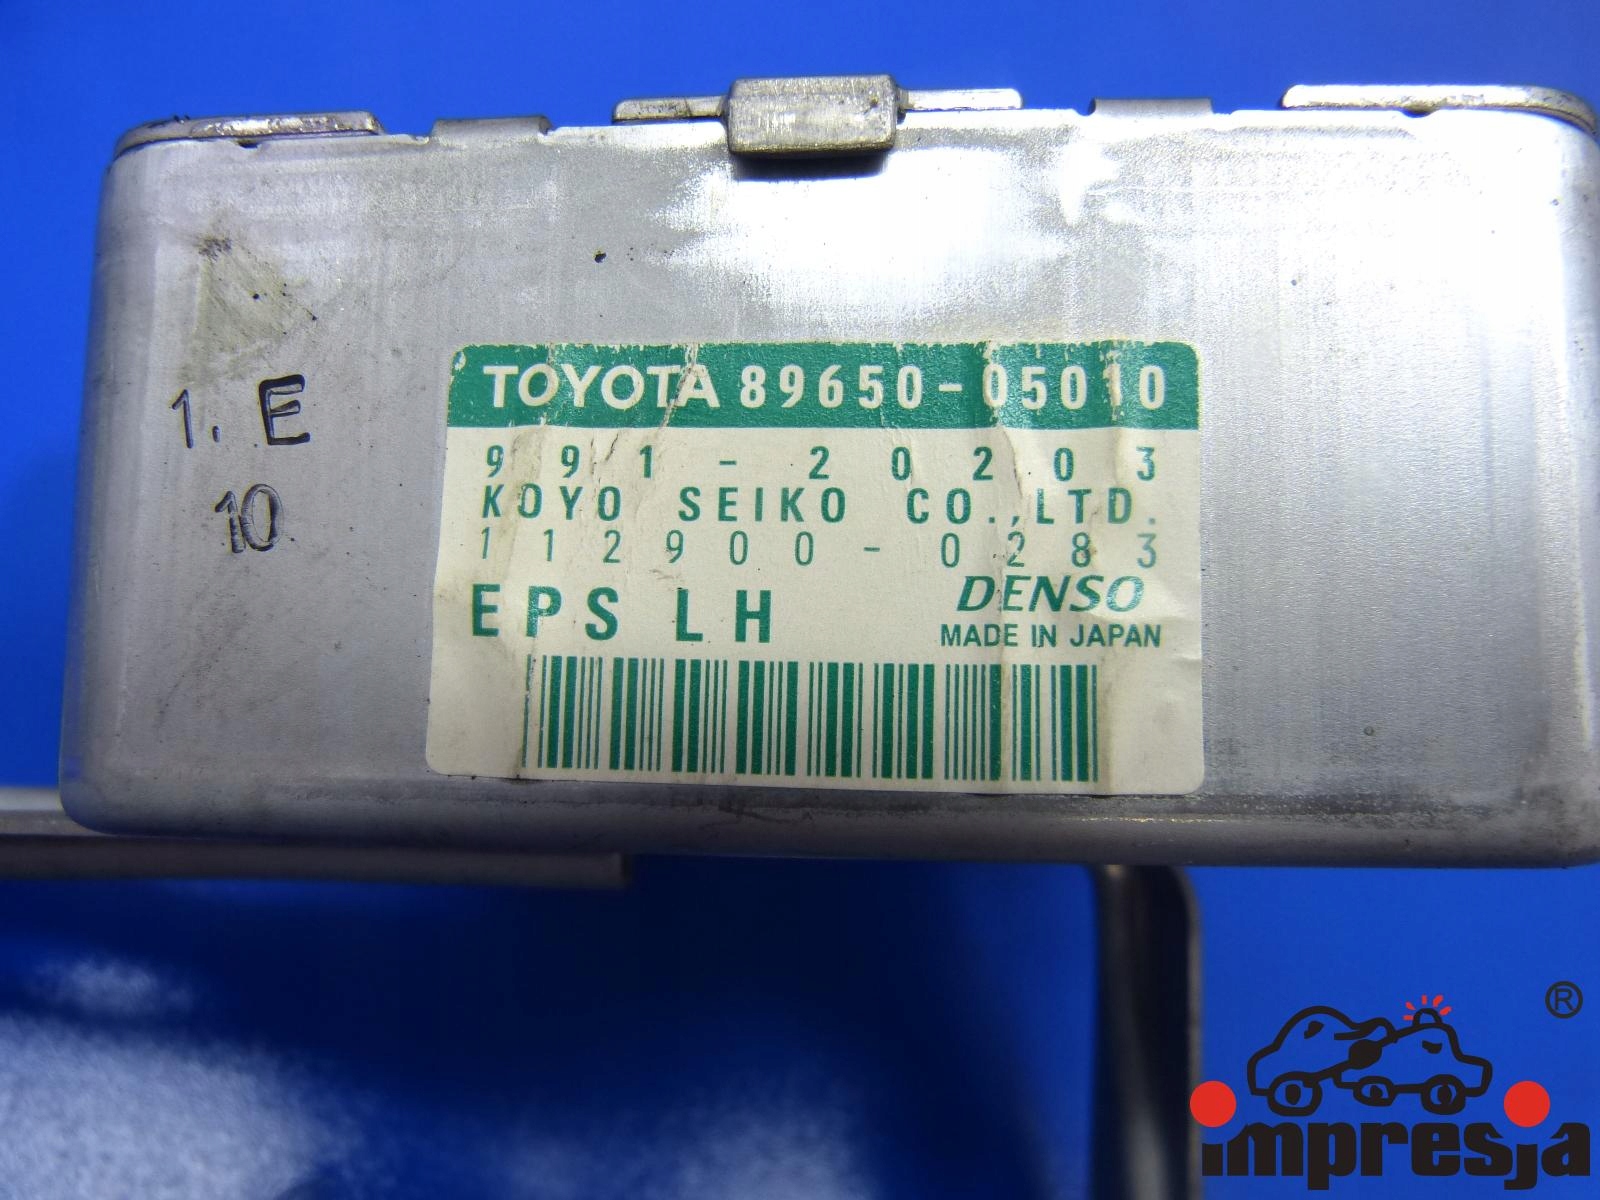 TOYOTA 89650-05010
991-20203
KOYO SEIKO CO.,LTD.
112900-0283
EPS LH
DENSO
MADE IN JAPAN
1. E
10
®
impresja